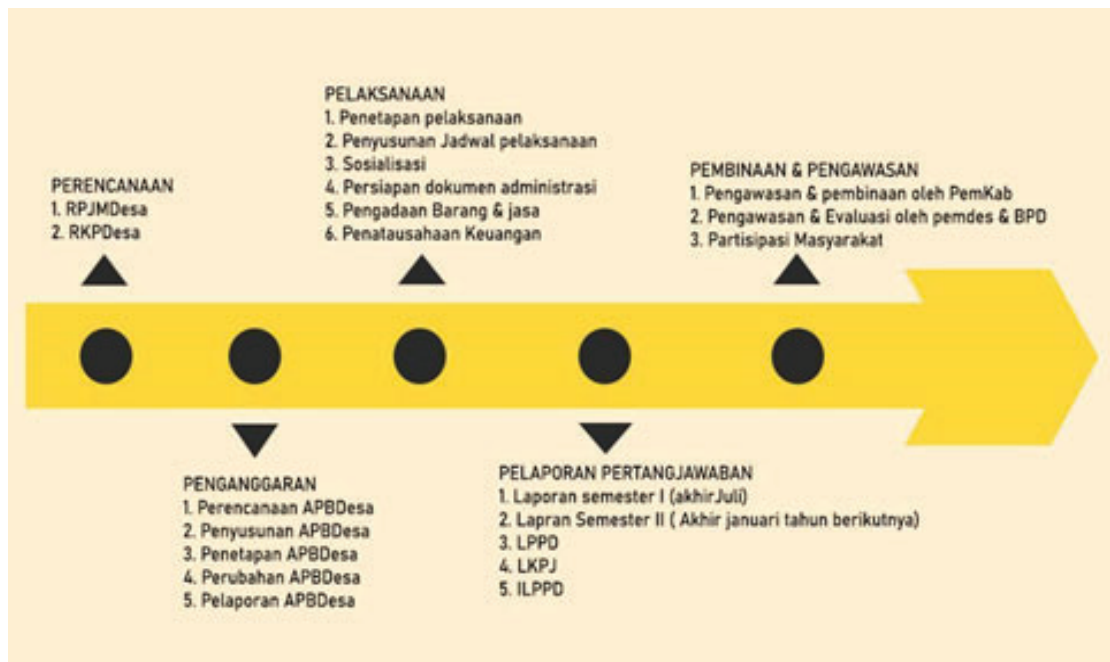 PERENCANAAN
1. RPJMDesa
2. RKPDesa
PENGANGGARAN
1. Perencanaan APBDesa
2. Penyusunan APBDesa
3. Penetapan APBDesa
4. Perubahan APBDesa
5. Pelaporan APBDesa
PELAKSANAAN
1. Penetapan pelaksanaan
2. Penyusunan Jadwal pelaksanaan
3. Sosialisasi
4. Persiapan dokumen administrasi
5. Pengadaan Barang & jasa
6. Penatausahaan Keuangan
PELAPORAN PERTANGJAWABAN
1. Laporan semester I (akhirJuli)
2. Lapran Semester II ( Akhir januari tahun berikutnya)
3. LPPD
4. LKPJ
5. ILPPD
PEMBINAAN & PENGAWASAN
1. Pengawasan & pembinaan oleh PemKab
2. Pengawasan & Evaluasi oleh pemdes & BPD
3. Partisipasi Masyarakat